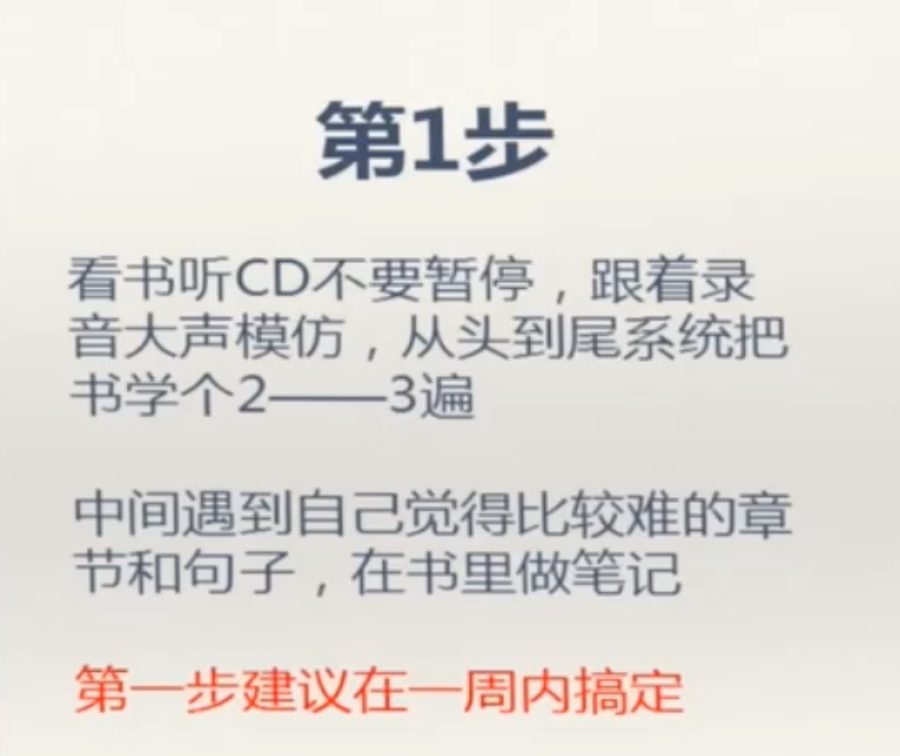 第1步
看书听CD不要暂停，跟着录
音大声模仿，从头到尾系统把
书学个2——3遍
中间遇到自己觉得比较难的章
节和句子，在书里做笔记
第一步建议在一周内搞定